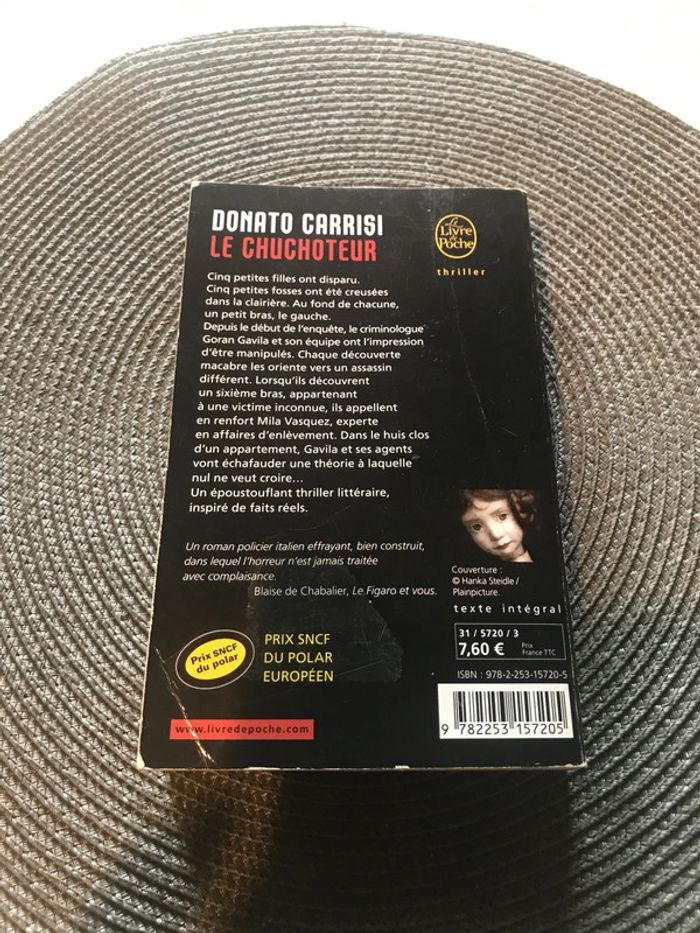 DONATO CARRISI
LE CHUCHOTEUR
Le
Livre
de
Poche
thriller
Cinq petites filles ont disparu.
Cinq petites fosses ont été creusées
dans la clairière. Au fond de chacune,
un petit bras, le gauche.
Depuis le début de l'enquête, le criminologue
Goran Gavila et son équipe ont l'impression
d'être manipulés. Chaque découverte
macabre les oriente vers un assassin
différent. Lorsqu'ils découvrent
un sixième bras, appartenant
à une victime inconnue, ils appellent
en renfort Mila Vasquez, experte
en affaires d'enlèvement. Dans le huis clos
d'un appartement, Gavila et ses agents
vont échafauder une théorie à laquelle
nul ne veut croire...
Un époustouflant thriller littéraire,
inspiré de faits réels.
Un roman policier italien effrayant, bien construit,
dans lequel l'horreur n'est jamais traitée
avec complaisance.
Blaise de Chabalier, Le Figaro et vous.
Couverture :
© Hanka Steidle /
Plainpicture.
texte intégral
Prix SNCF
du polar
PRIX SNCF
DU POLAR
EUROPÉEN
31 / 5720 / 3
7,60 € Prix
France TTC
ISBN : 978-2-253-15720-5
9 782253 157205
www.livredepoche.com